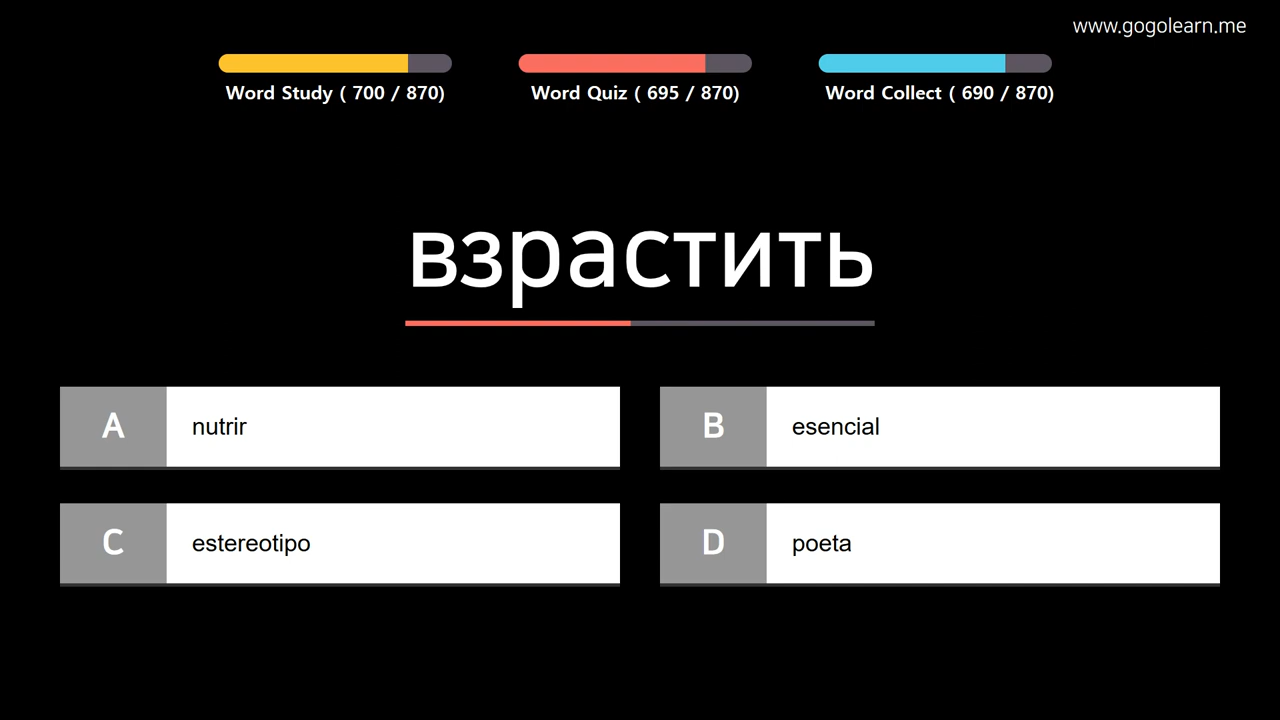 www.gogolearn.me
Word Study ( 700 / 870)
Word Quiz ( 695 / 870)
Word Collect ( 690 / 870)
взрастить
A nutrir
B esencial
C estereotipo
D poeta